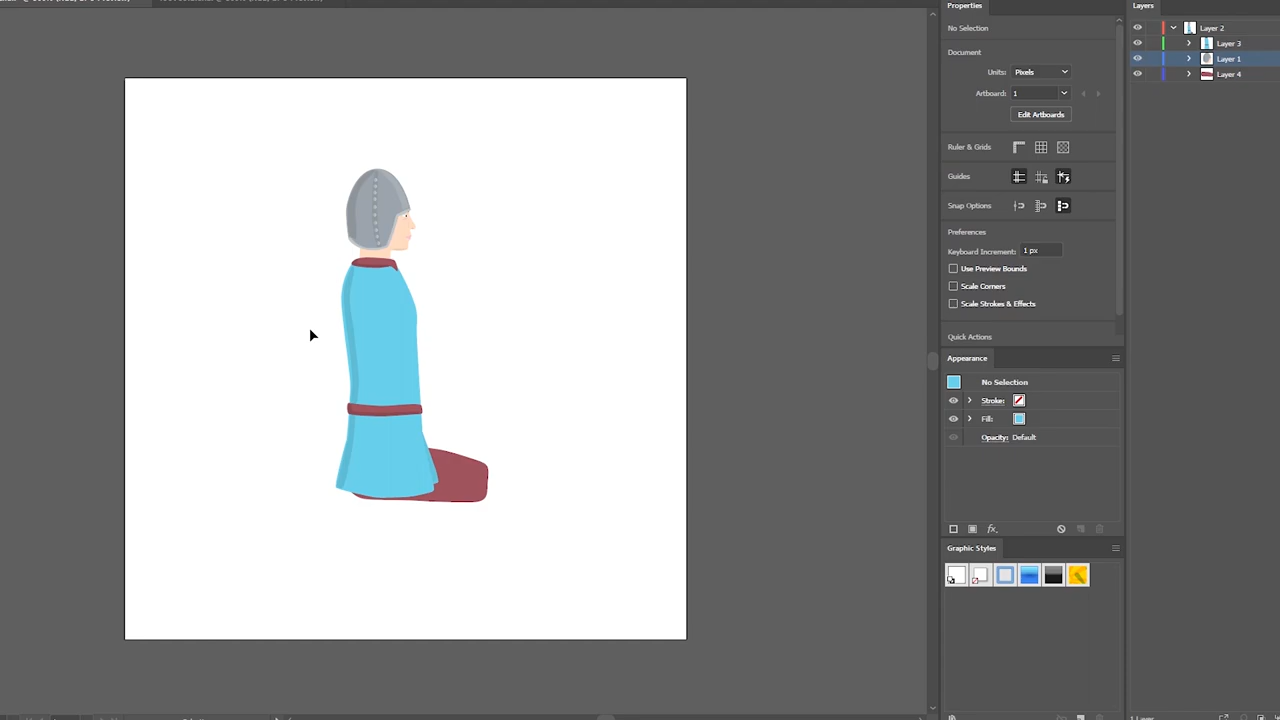 Properties
Layers
No Selection
Layer 2
Layer 3
Document
Layer 1
Units: Pixels
Layer 4
Artboard: 1
Edit Artboards
Ruler & Grids
Guides
Snap Options
Preferences
Keyboard Increment: 1 px
Use Preview Bounds
Scale Corners
Scale Strokes & Effects
Quick Actions
Appearance
No Selection
Stroke:
Fill:
Opacity: Default
fx
Graphic Styles